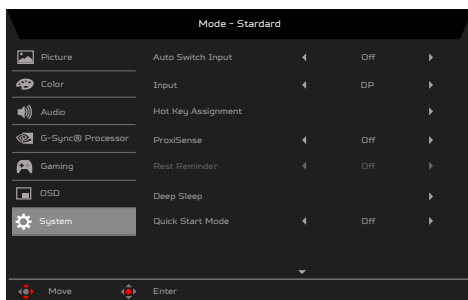 Mode - Stardard
Picture
Auto Switch Input Off
Color
Input DP
Audio
Hot Key Assignment
G-Sync® Processor
ProxiSense Off
Gaming
Rest Reminder Off
OSD
Deep Sleep
System
Quick Start Mode Off
Move Enter